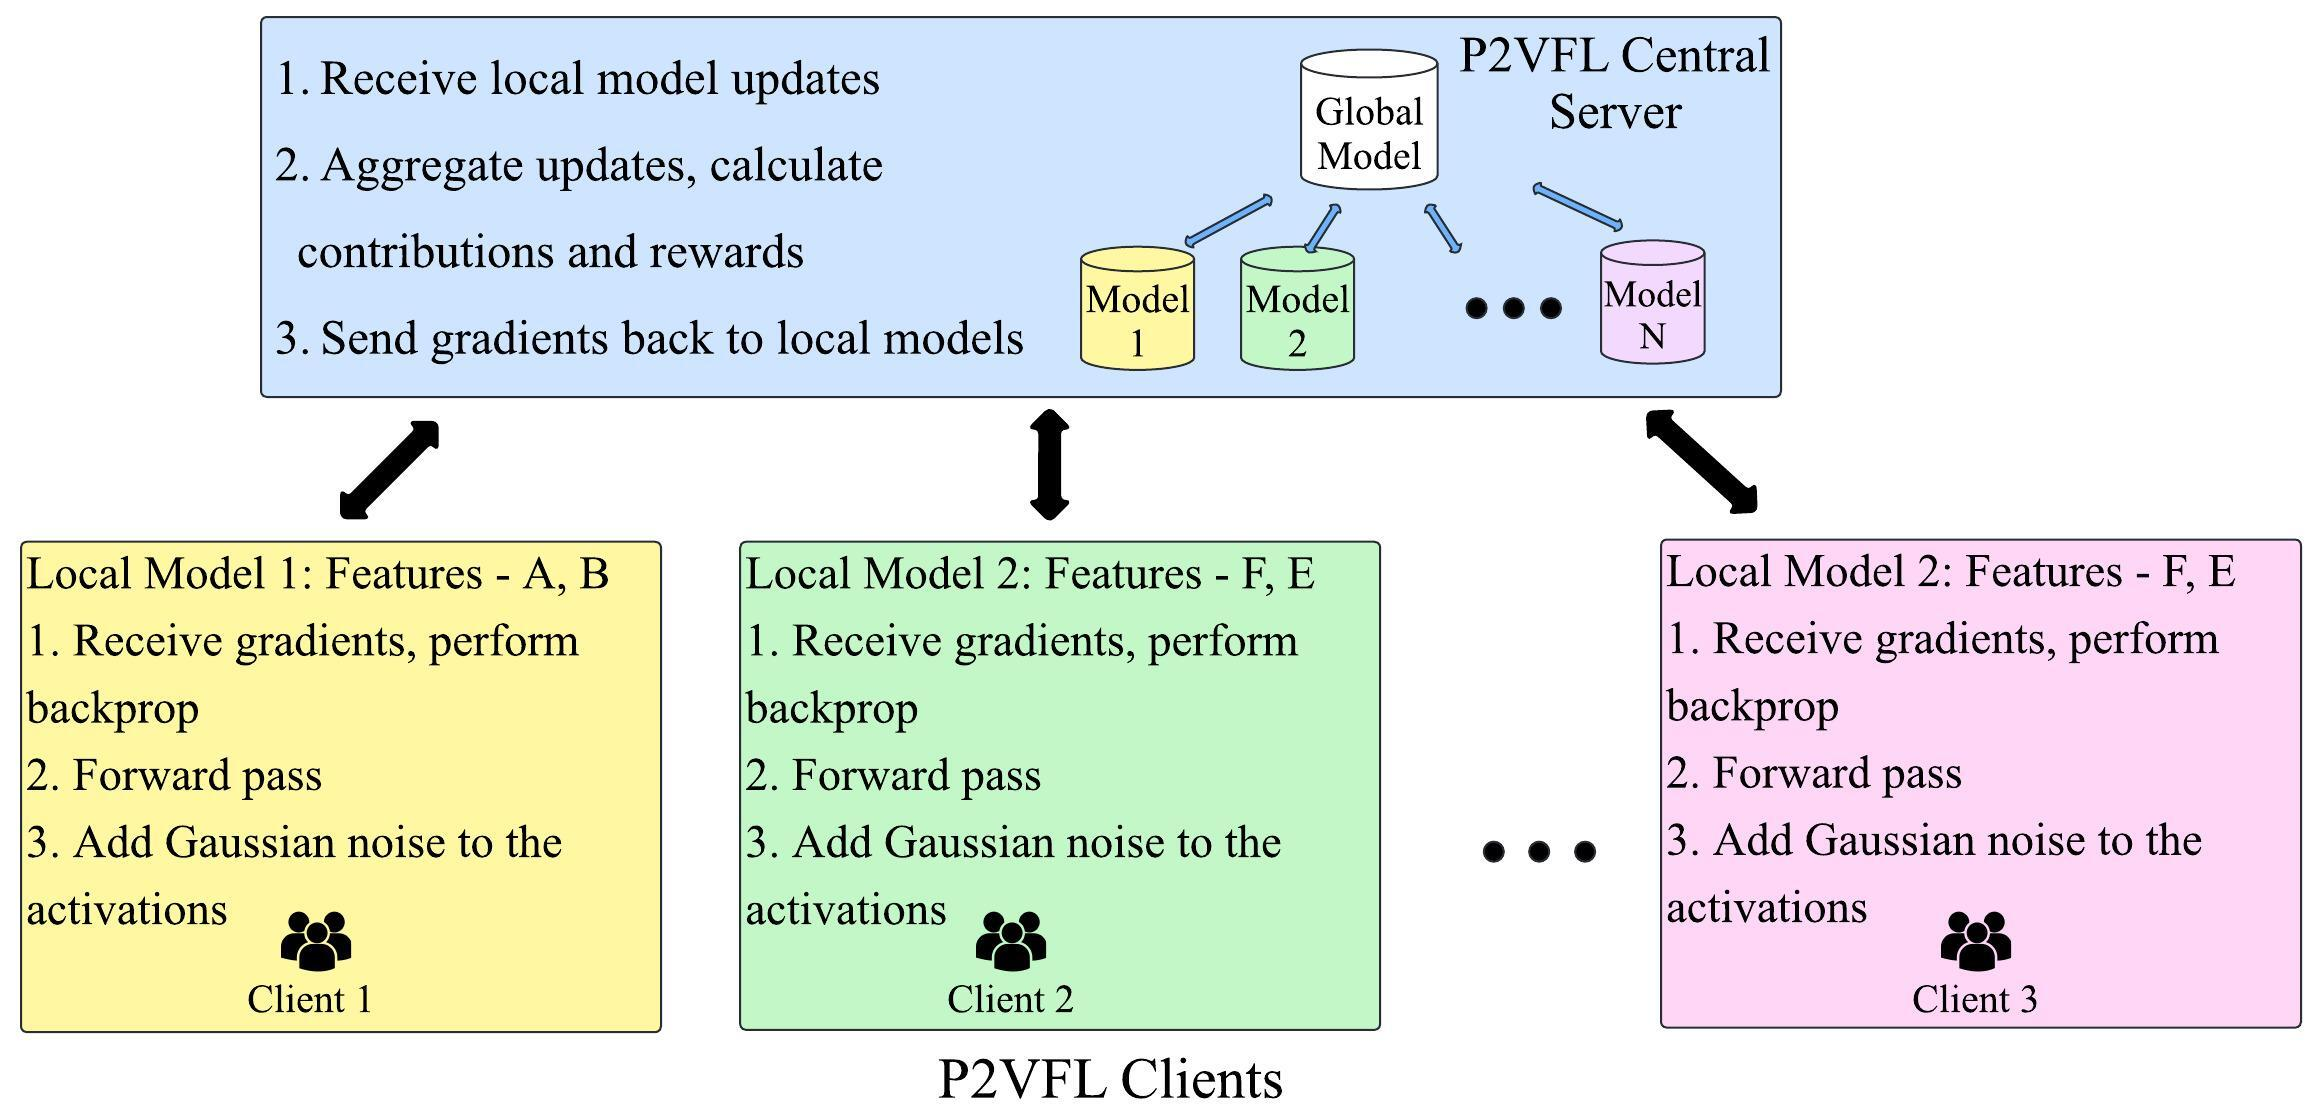 1. Receive local model updates
2. Aggregate updates, calculate
contributions and rewards
3. Send gradients back to local models
P2VFL Central
Server
Global
Model
Model
1
Model
2
Model
N
Local Model 1: Features - A, B
1. Receive gradients, perform
backprop
2. Forward pass
3. Add Gaussian noise to the
activations
Client 1
Local Model 2: Features - F, E
1. Receive gradients, perform
backprop
2. Forward pass
3. Add Gaussian noise to the
activations
Client 2
Local Model 2: Features - F, E
1. Receive gradients, perform
backprop
2. Forward pass
3. Add Gaussian noise to the
activations
Client 3
P2VFL Clients